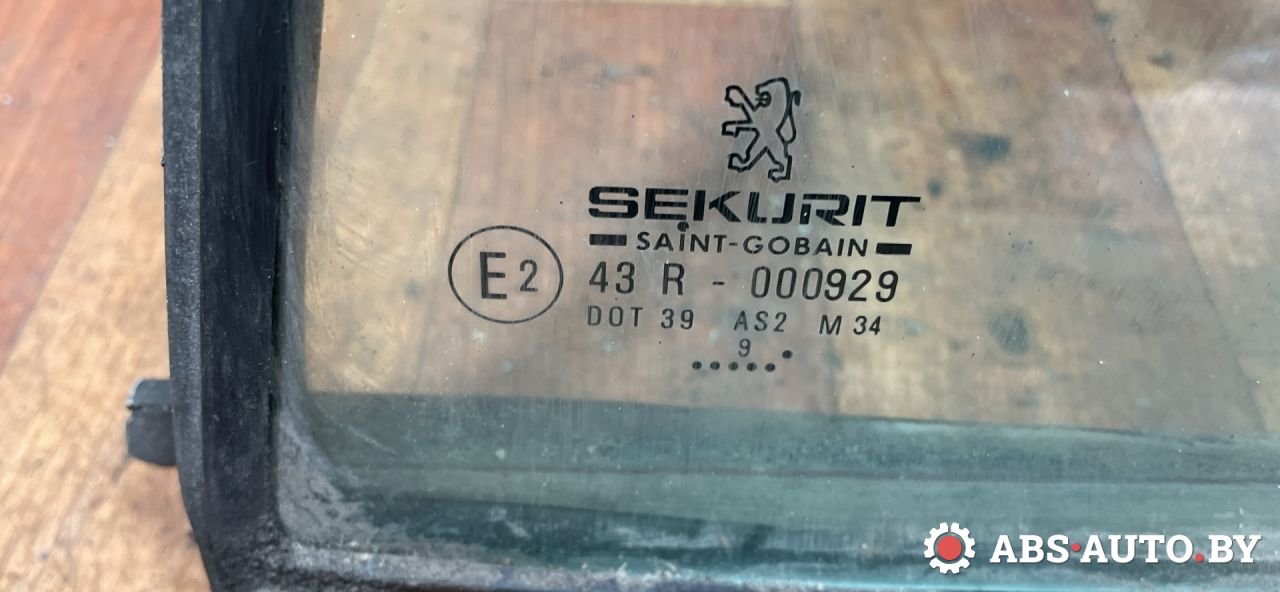 SEKURIT
SAINT-GOBAIN
E2 43 R - 000929
DOT 39 AS2 M 34
9
ABS·AUTO.BY